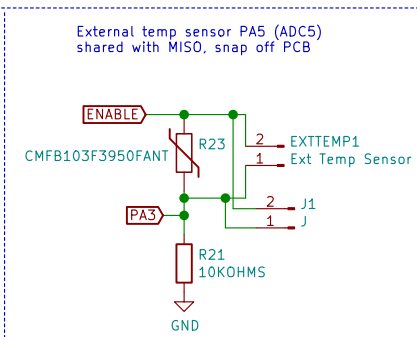 External temp sensor PA5 (ADC5)
shared with MISO, snap off PCB
ENABLE
R23
CMFB103F3950FANT
2 EXTTEMP1
1 Ext Temp Sensor
2 J1
1 J
PA3
R21
10KOHMS
GND